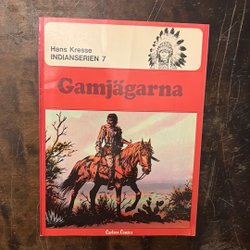 Hans Kresse
INDIANSERIEN 7
Gamjägarna
Carlsen Comics